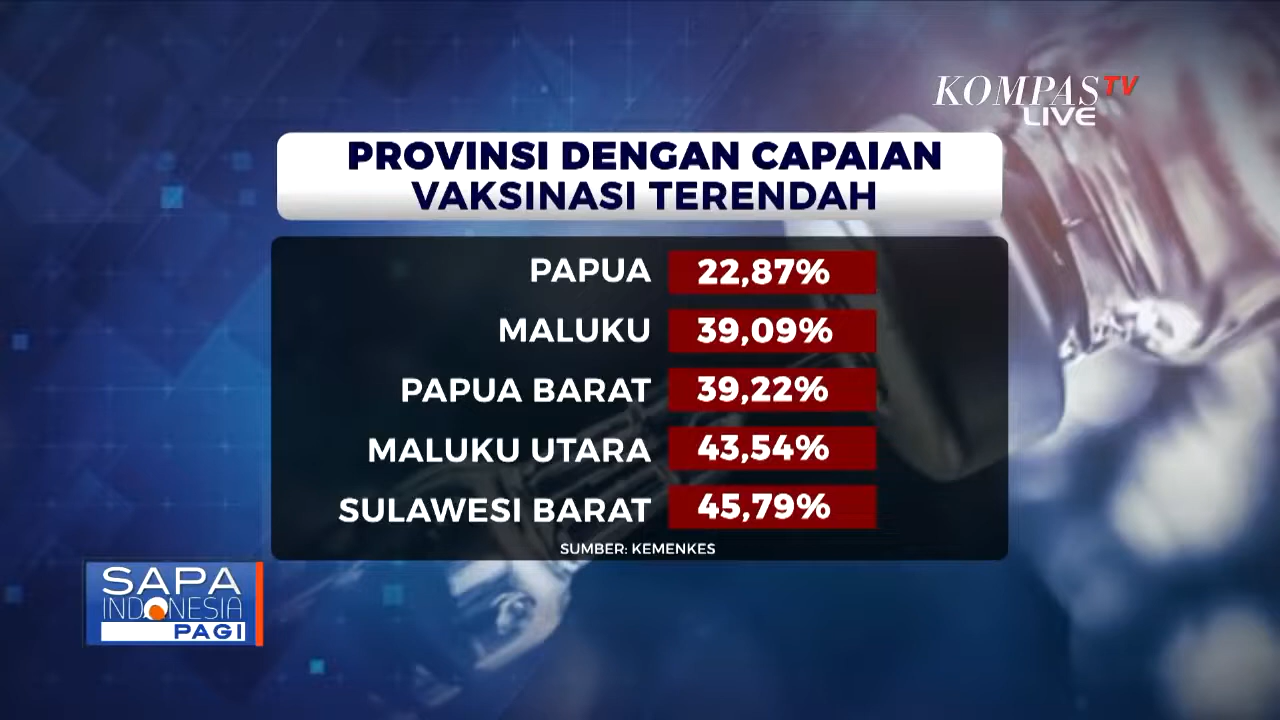 KOMPASTV
LIVE
PROVINSI DENGAN CAPAIAN
VAKSINASI TERENDAH
PAPUA 22,87%
MALUKU 39,09%
PAPUA BARAT 39,22%
MALUKU UTARA 43,54%
SULAWESI BARAT 45,79%
SUMBER: KEMENKES
SAPA
INDONESIA
PAGI